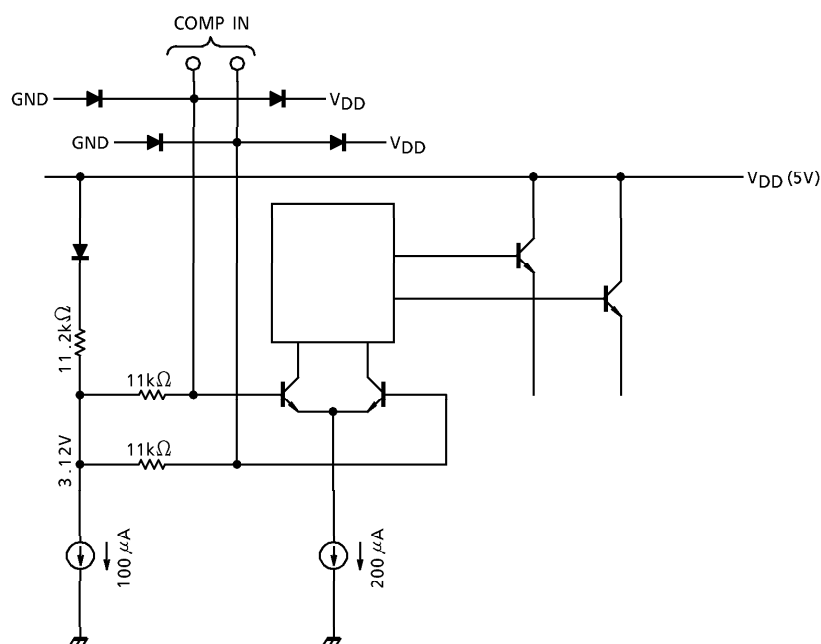 COMP IN
GND
VDD
GND
VDD
VDD (5V)
11.2kΩ
11kΩ
11kΩ
3.12V
100 μA
200 μA